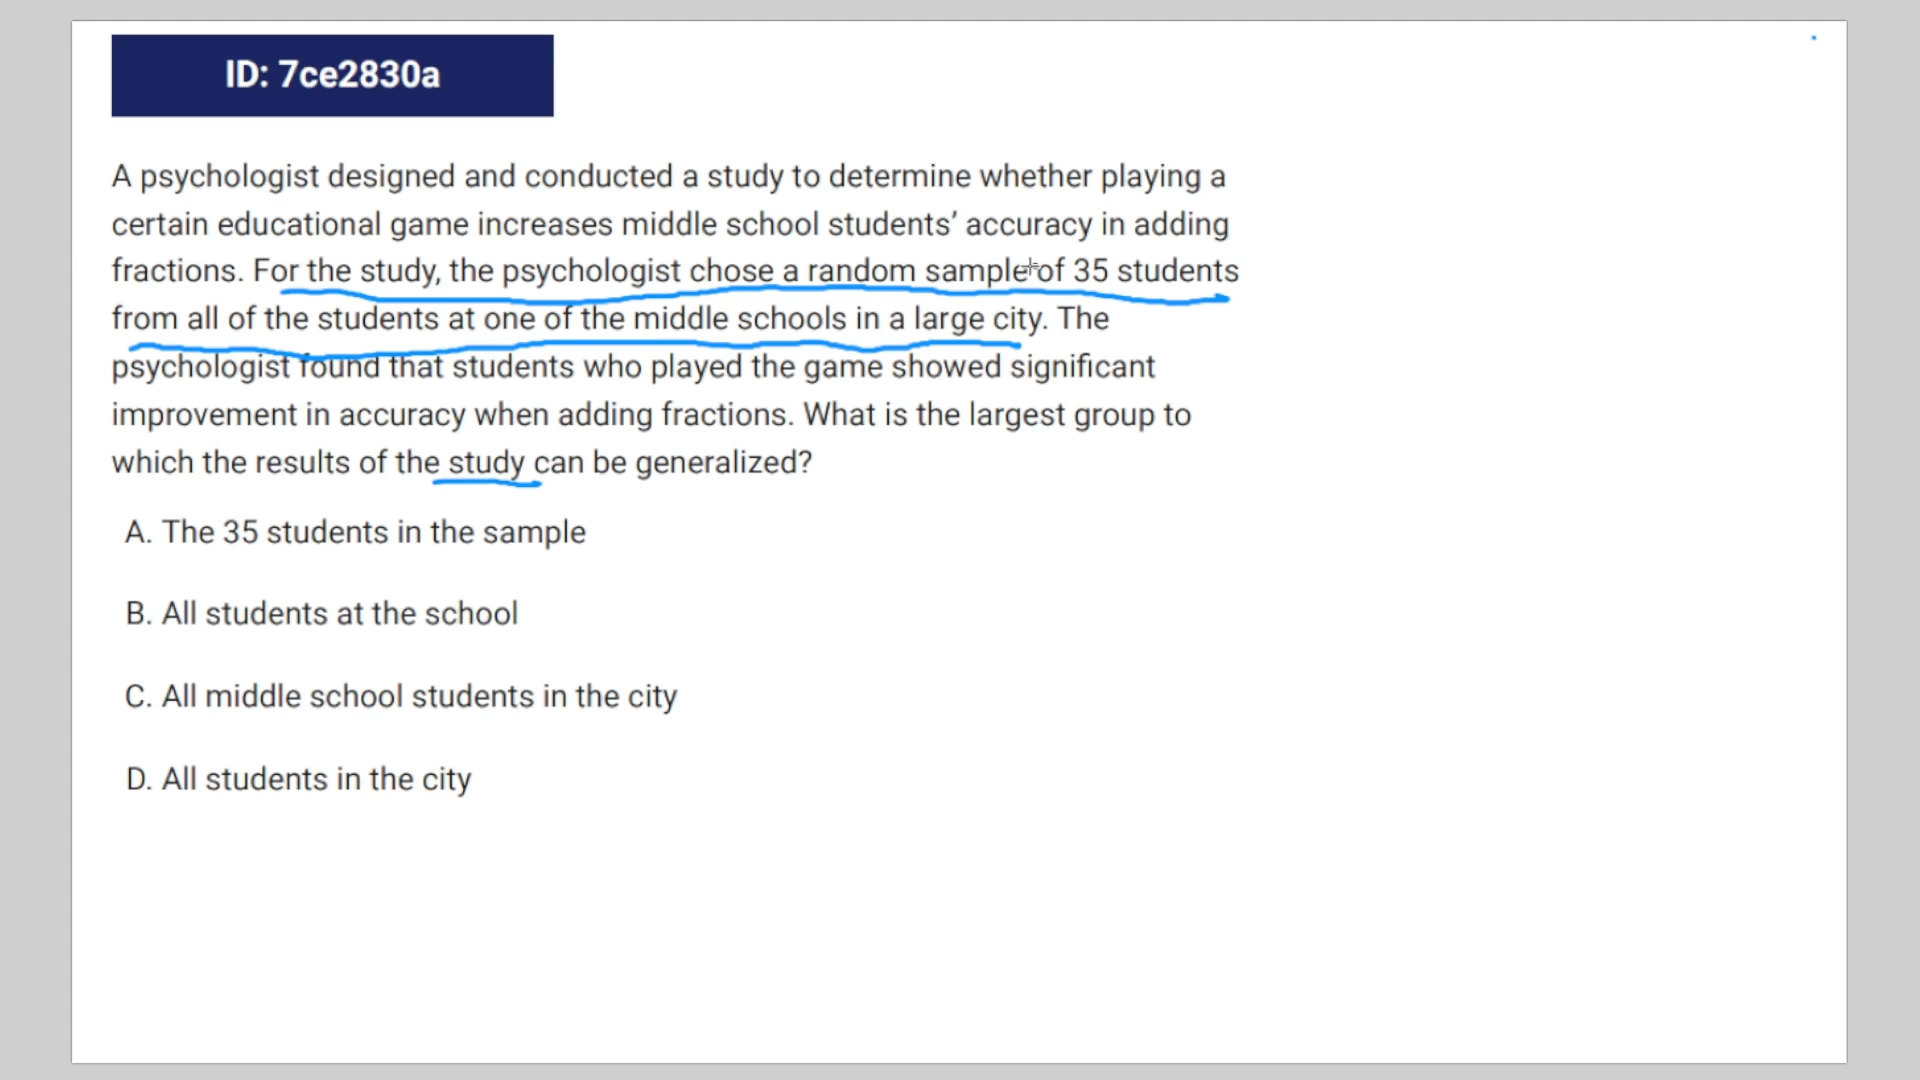 ID: 7ce2830a
A psychologist designed and conducted a study to determine whether playing a
certain educational game increases middle school students’ accuracy in adding
fractions. For the study, the psychologist chose a random sample of 35 students
from all of the students at one of the middle schools in a large city. The
psychologist found that students who played the game showed significant
improvement in accuracy when adding fractions. What is the largest group to
which the results of the study can be generalized?
A. The 35 students in the sample
B. All students at the school
C. All middle school students in the city
D. All students in the city